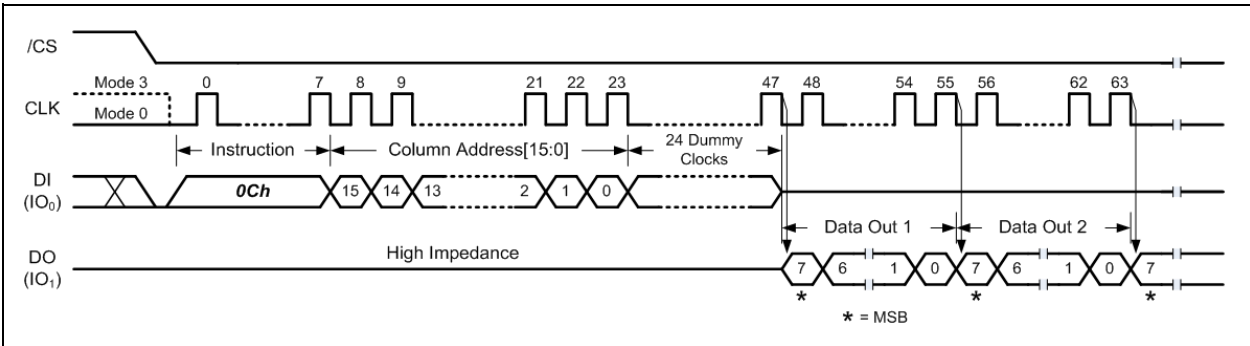 /CS
Mode 3 0 7 8 9 21 22 23 47 48 54 55 56 62 63
CLK
Mode 0
Instruction Column Address[15:0] 24 Dummy
Clocks
DI
(IO₀)
0Ch 15 14 13 2 1 0
Data Out 1 Data Out 2
High Impedance
DO
(IO₁)
7 6 1 0 7 6 1 0 7
* * *
* = MSB